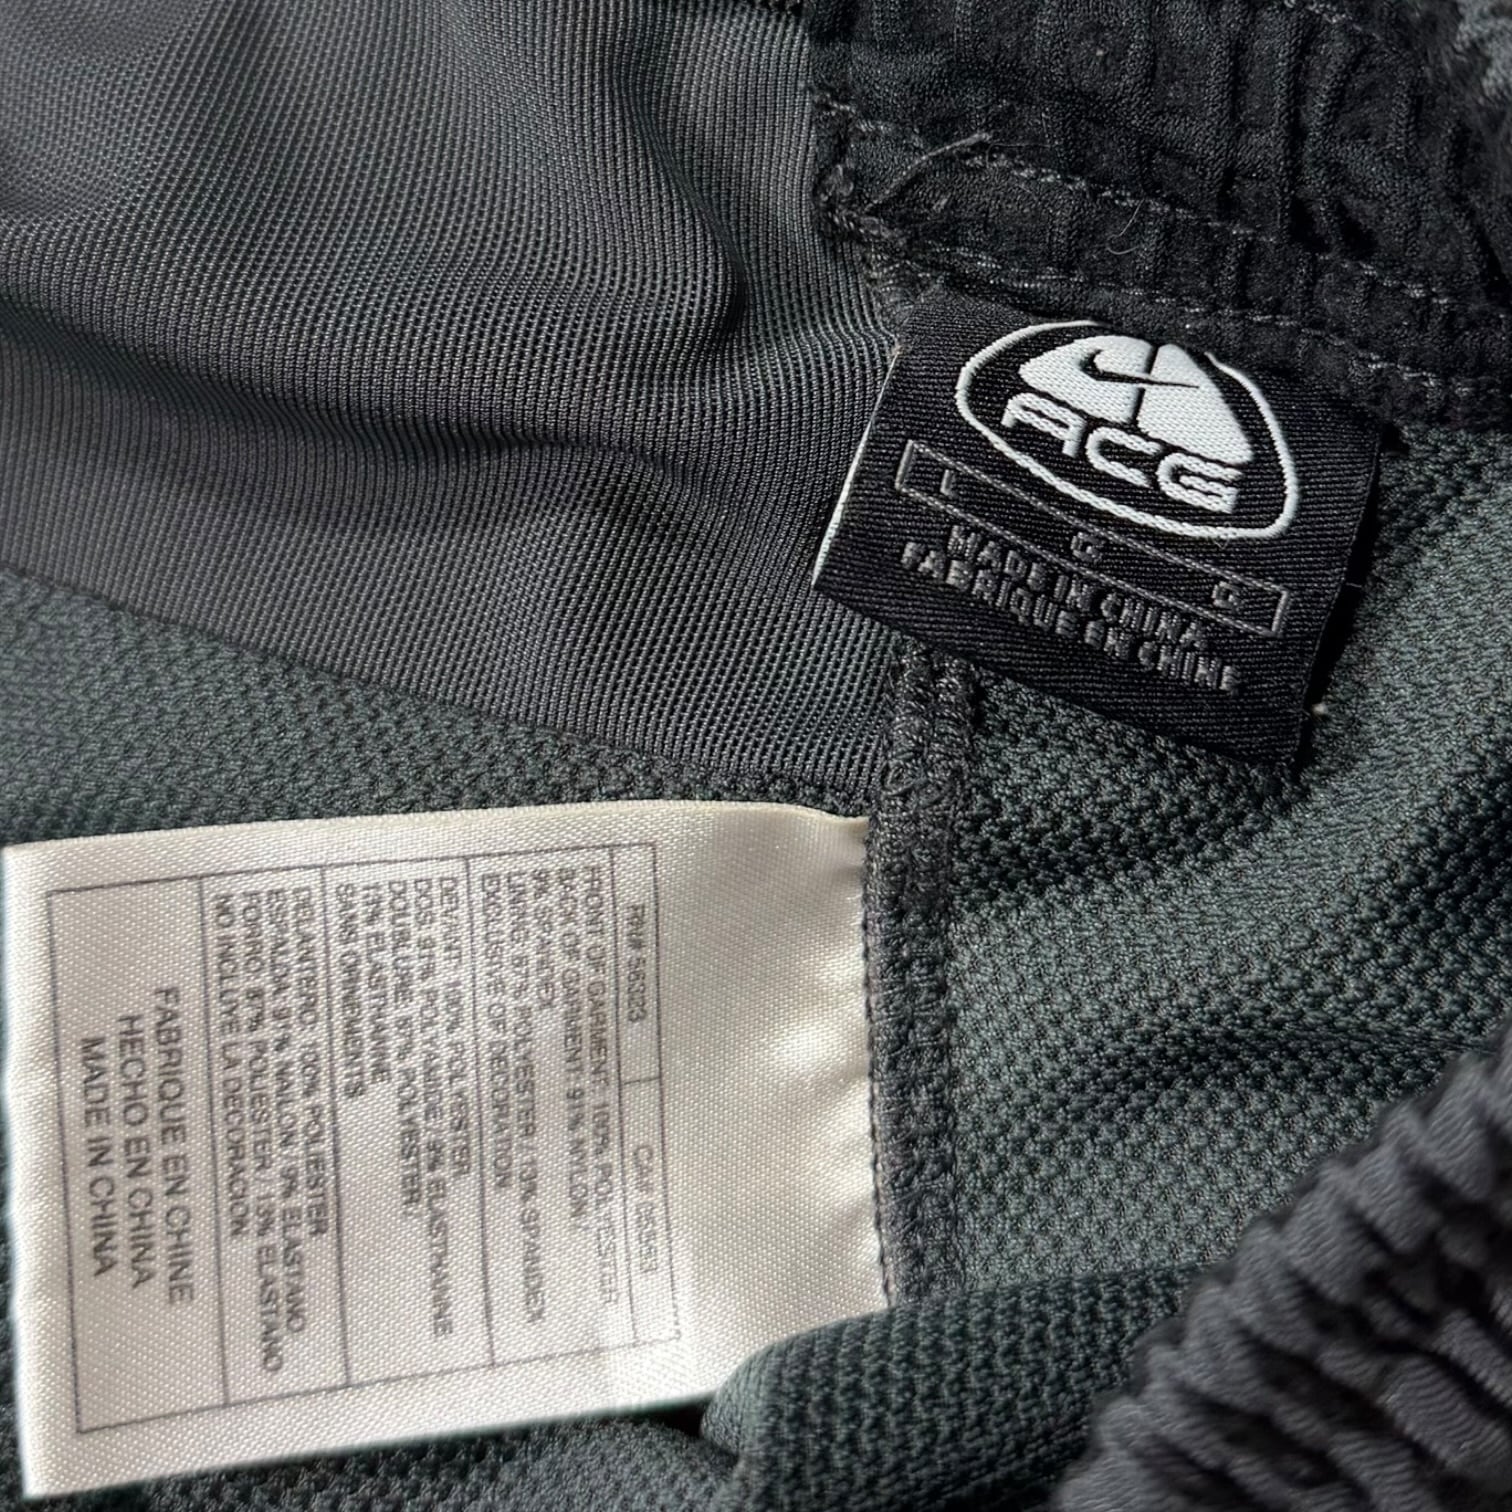 ACG
L G G
MADE IN CHINA
FABRIQUE EN CHINE
RN# 56323 CA# 05553
FRONT OF GARMENT: 100% POLYESTER
BACK OF GARMENT: 91% NYLON /
9% SPANDEX
LINING: 87% POLYESTER / 13% SPANDEX
EXCLUSIVE OF DECORATION
DEVANT: 100% POLYESTER
DOS: 91% POLYAMIDE / 9% ELASTHANNE
DOUBLURE: 87% POLYESTER/
13% ELASTHANNE
SANS ORNEMENTS
DELANTERO: 100% POLIESTER
ESPALDA: 91% NAILON / 9% ELASTANO
FORRO: 87% POLIESTER / 13% ELASTANO
NO INCLUYE LA DECORACION
FABRIQUE EN CHINE
HECHO EN CHINA
MADE IN CHINA